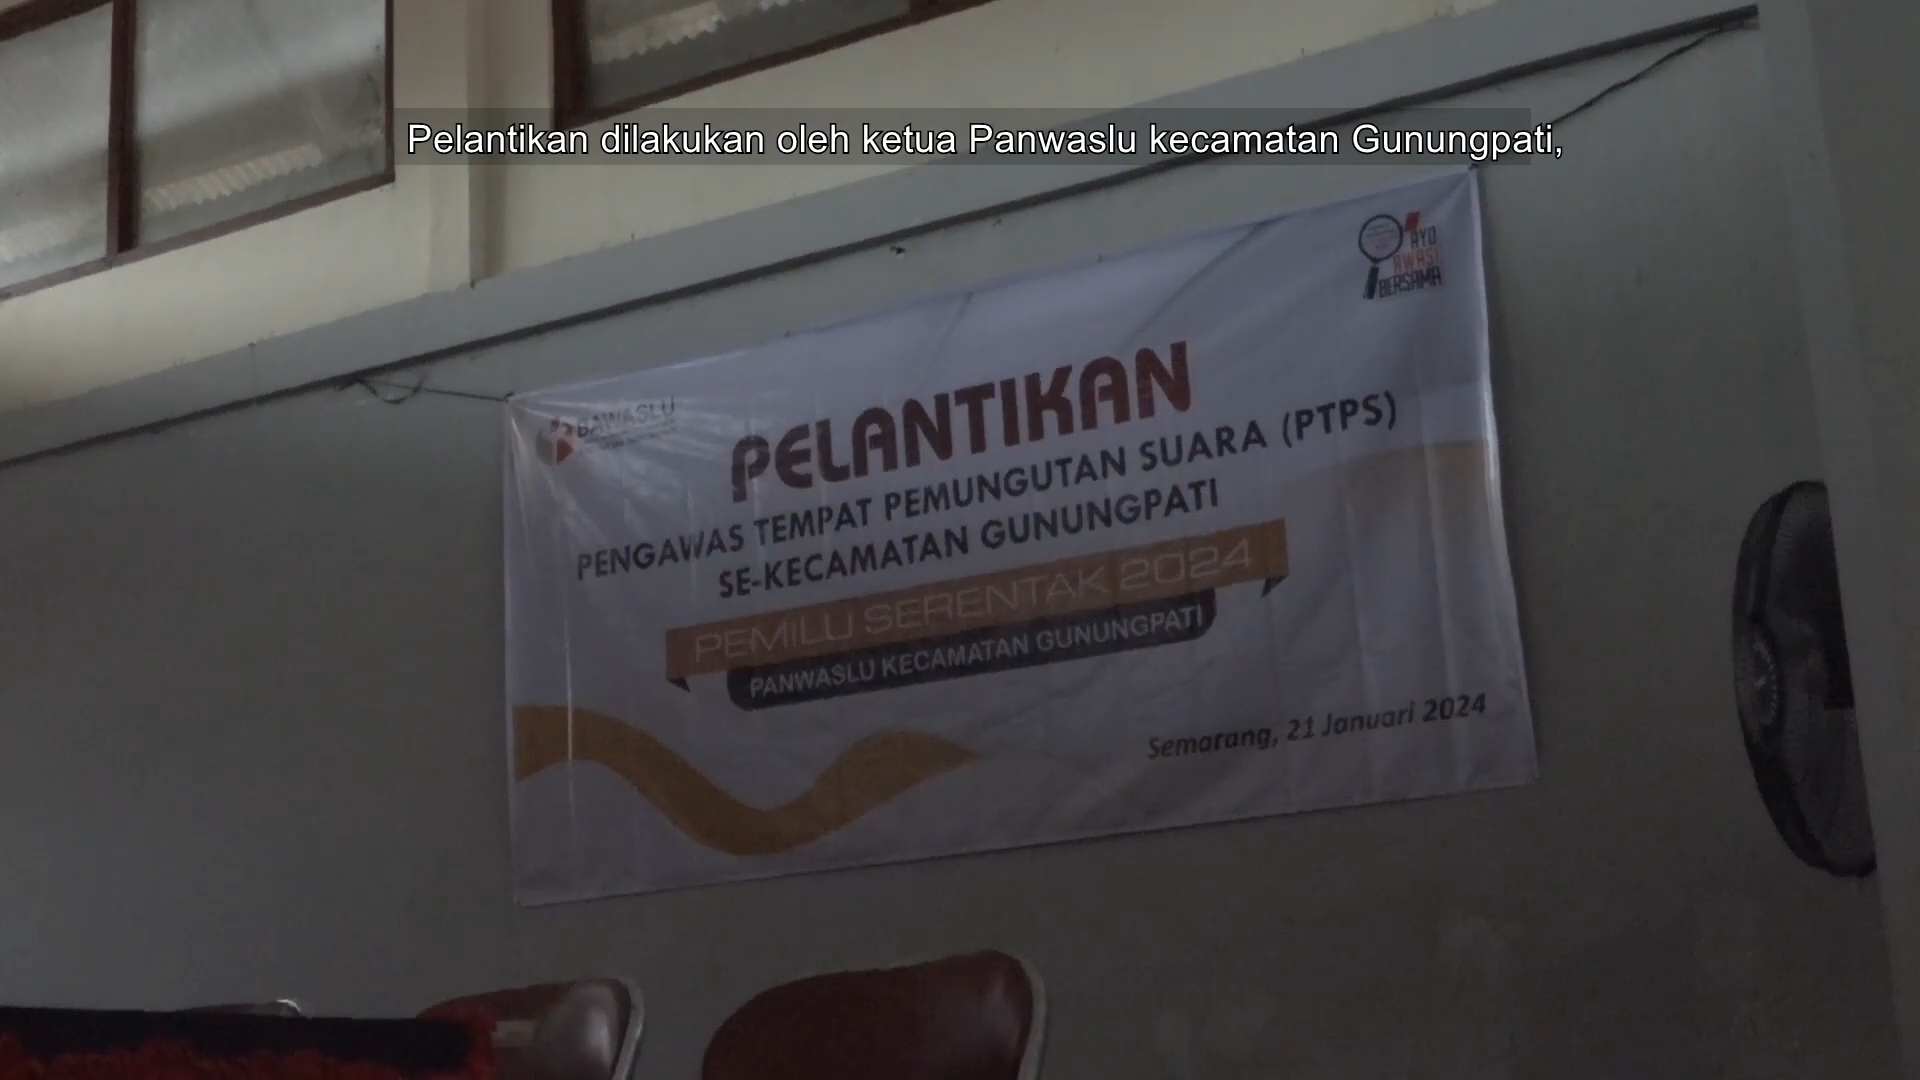 Pelantikan dilakukan oleh ketua Panwaslu kecamatan Gunungpati,
AYO
AWASI
BERSAMA
BAWASLU
PELANTIKAN
PENGAWAS TEMPAT PEMUNGUTAN SUARA (PTPS)
SE-KECAMATAN GUNUNGPATI
PEMILU SERENTAK 2024
PANWASLU KECAMATAN GUNUNGPATI
Semarang, 21 Januari 2024